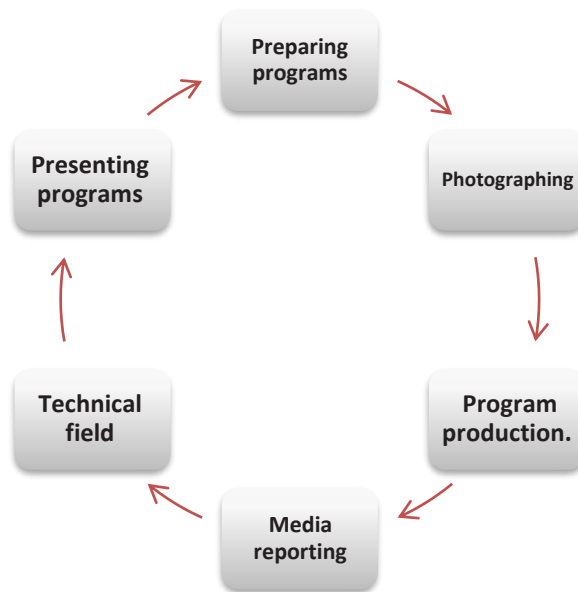 Preparing
programs
Photographing
Program
production.
Media
reporting
Technical
field
Presenting
programs